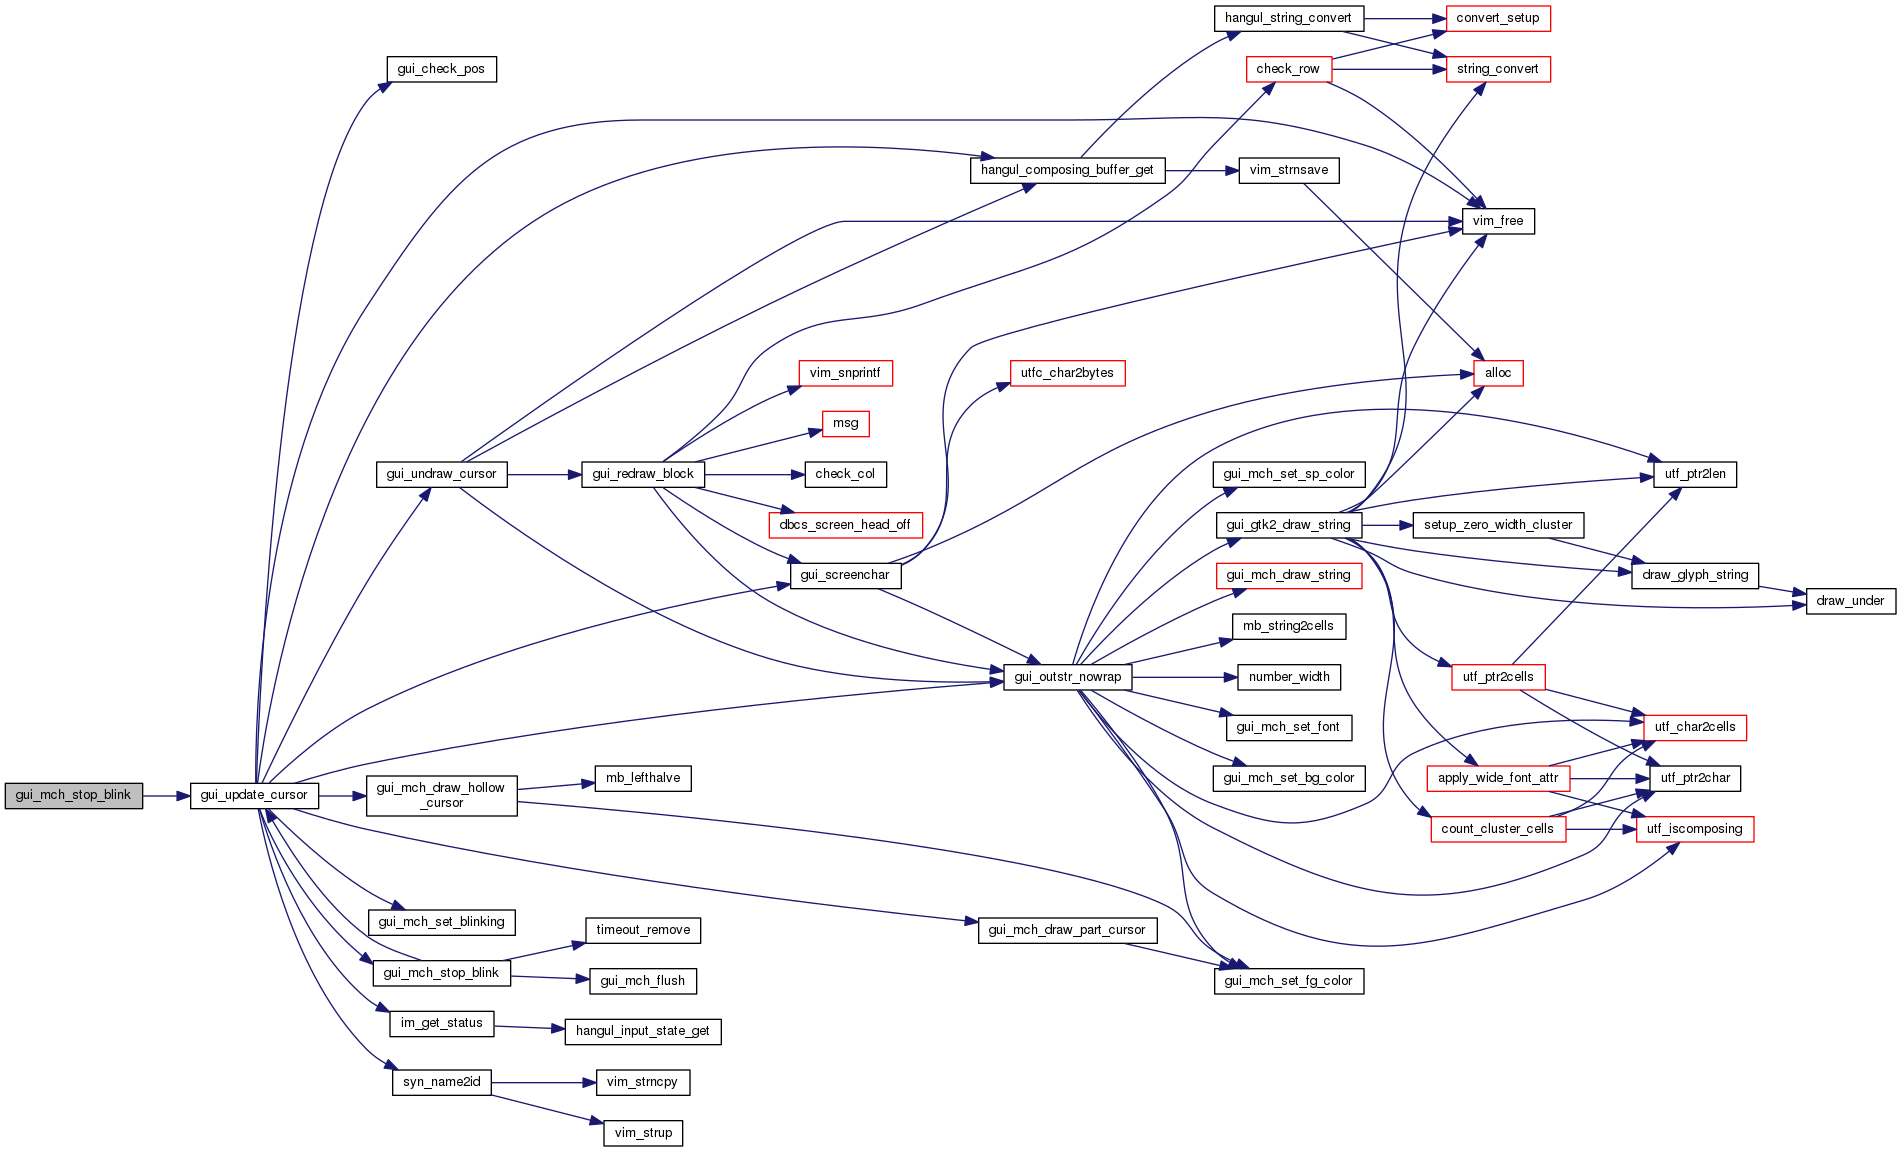 hangul_string_convert
convert_setup
gui_check_pos
check_row
string_convert
hangul_composing_buffer_get
vim_strnsave
vim_free
vim_snprintf
utfc_char2bytes
alloc
msg
gui_undraw_cursor
gui_redraw_block
check_col
gui_mch_set_sp_color
utf_ptr2len
dbcs_screen_head_off
gui_gtk2_draw_string
setup_zero_width_cluster
gui_screenchar
gui_mch_draw_string
draw_glyph_string
draw_under
mb_string2cells
gui_outstr_nowrap
number_width
utf_ptr2cells
gui_mch_set_font
utf_char2cells
gui_mch_stop_blink
gui_update_cursor
gui_mch_draw_hollow
_cursor
mb_lefthalve
gui_mch_set_bg_color
apply_wide_font_attr
utf_ptr2char
count_cluster_cells
utf_iscomposing
gui_mch_set_blinking
timeout_remove
gui_mch_draw_part_cursor
gui_mch_stop_blink
gui_mch_flush
gui_mch_set_fg_color
im_get_status
hangul_input_state_get
syn_name2id
vim_strncpy
vim_strup